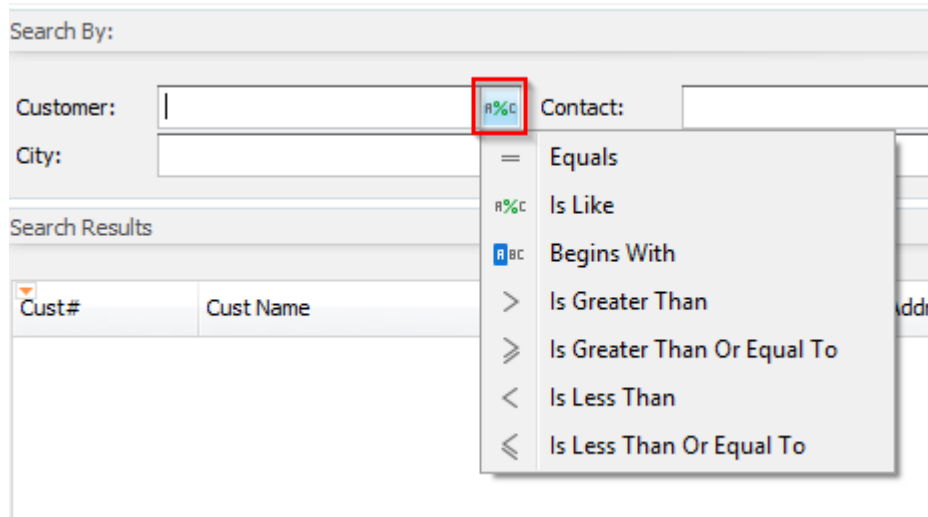 Search By:
Customer: A%C Contact:
City:
= Equals
A%C Is Like
ABC Begins With
> Is Greater Than
⩾ Is Greater Than Or Equal To
< Is Less Than
⩽ Is Less Than Or Equal To
Search Results
Cust# Cust Name